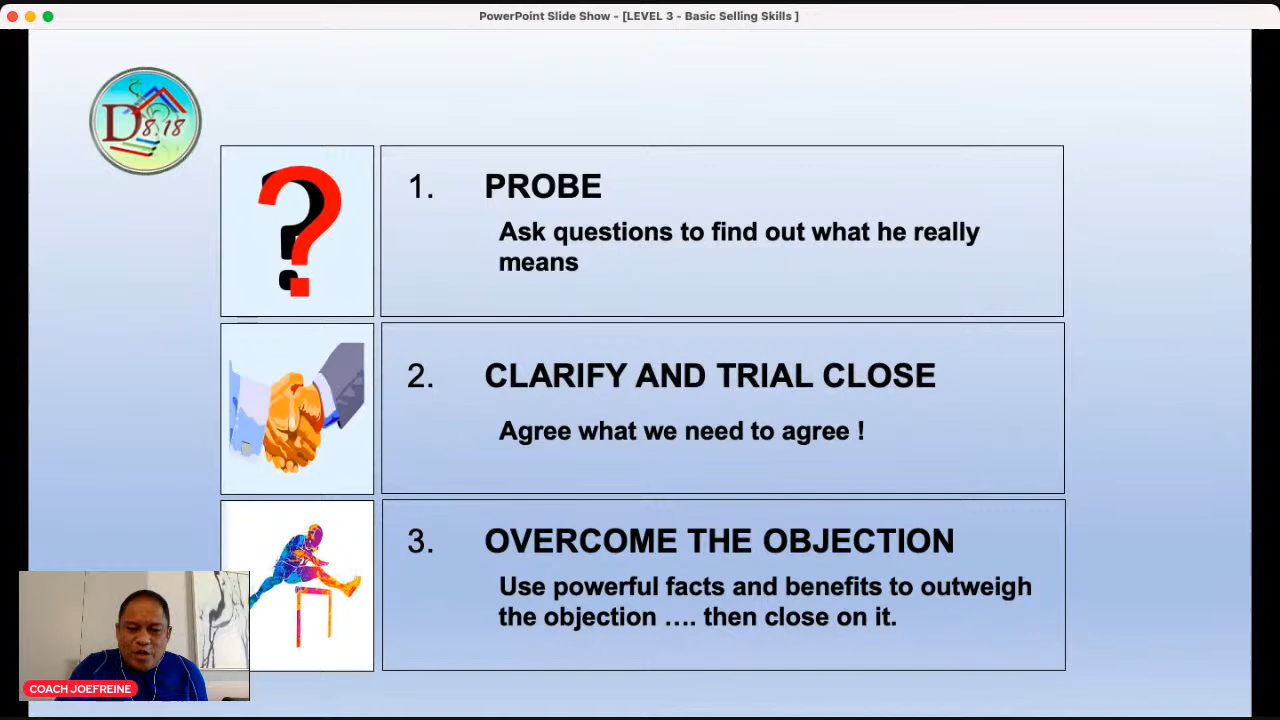 PowerPoint Slide Show - [LEVEL 3 - Basic Selling Skills ]
D8.18
1. PROBE
Ask questions to find out what he really
means
2. CLARIFY AND TRIAL CLOSE
Agree what we need to agree !
3. OVERCOME THE OBJECTION
Use powerful facts and benefits to outweigh
the objection …. then close on it.
COACH JOEFREINE